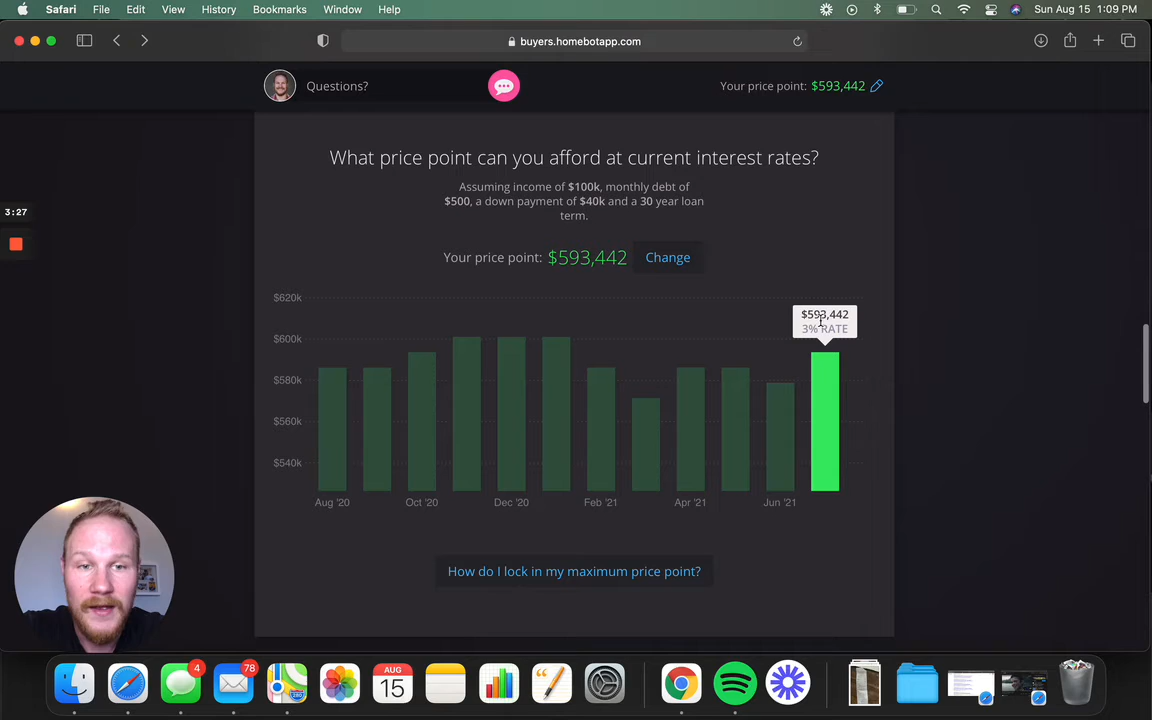 Safari File Edit View History Bookmarks Window Help Sun Aug 15 1:09 PM
buyers.homebotapp.com
Questions? Your price point: $593,442
What price point can you afford at current interest rates?
Assuming income of $100k, monthly debt of
$500, a down payment of $40k and a 30 year loan
term.
3:27
Your price point: $593,442 Change
$620k
$593,442
3% RATE
$600k
$580k
$560k
$540k
Aug '20 Oct '20 Dec '20 Feb '21 Apr '21 Jun '21
How do I lock in my maximum price point?
4
78
280
AUG
15